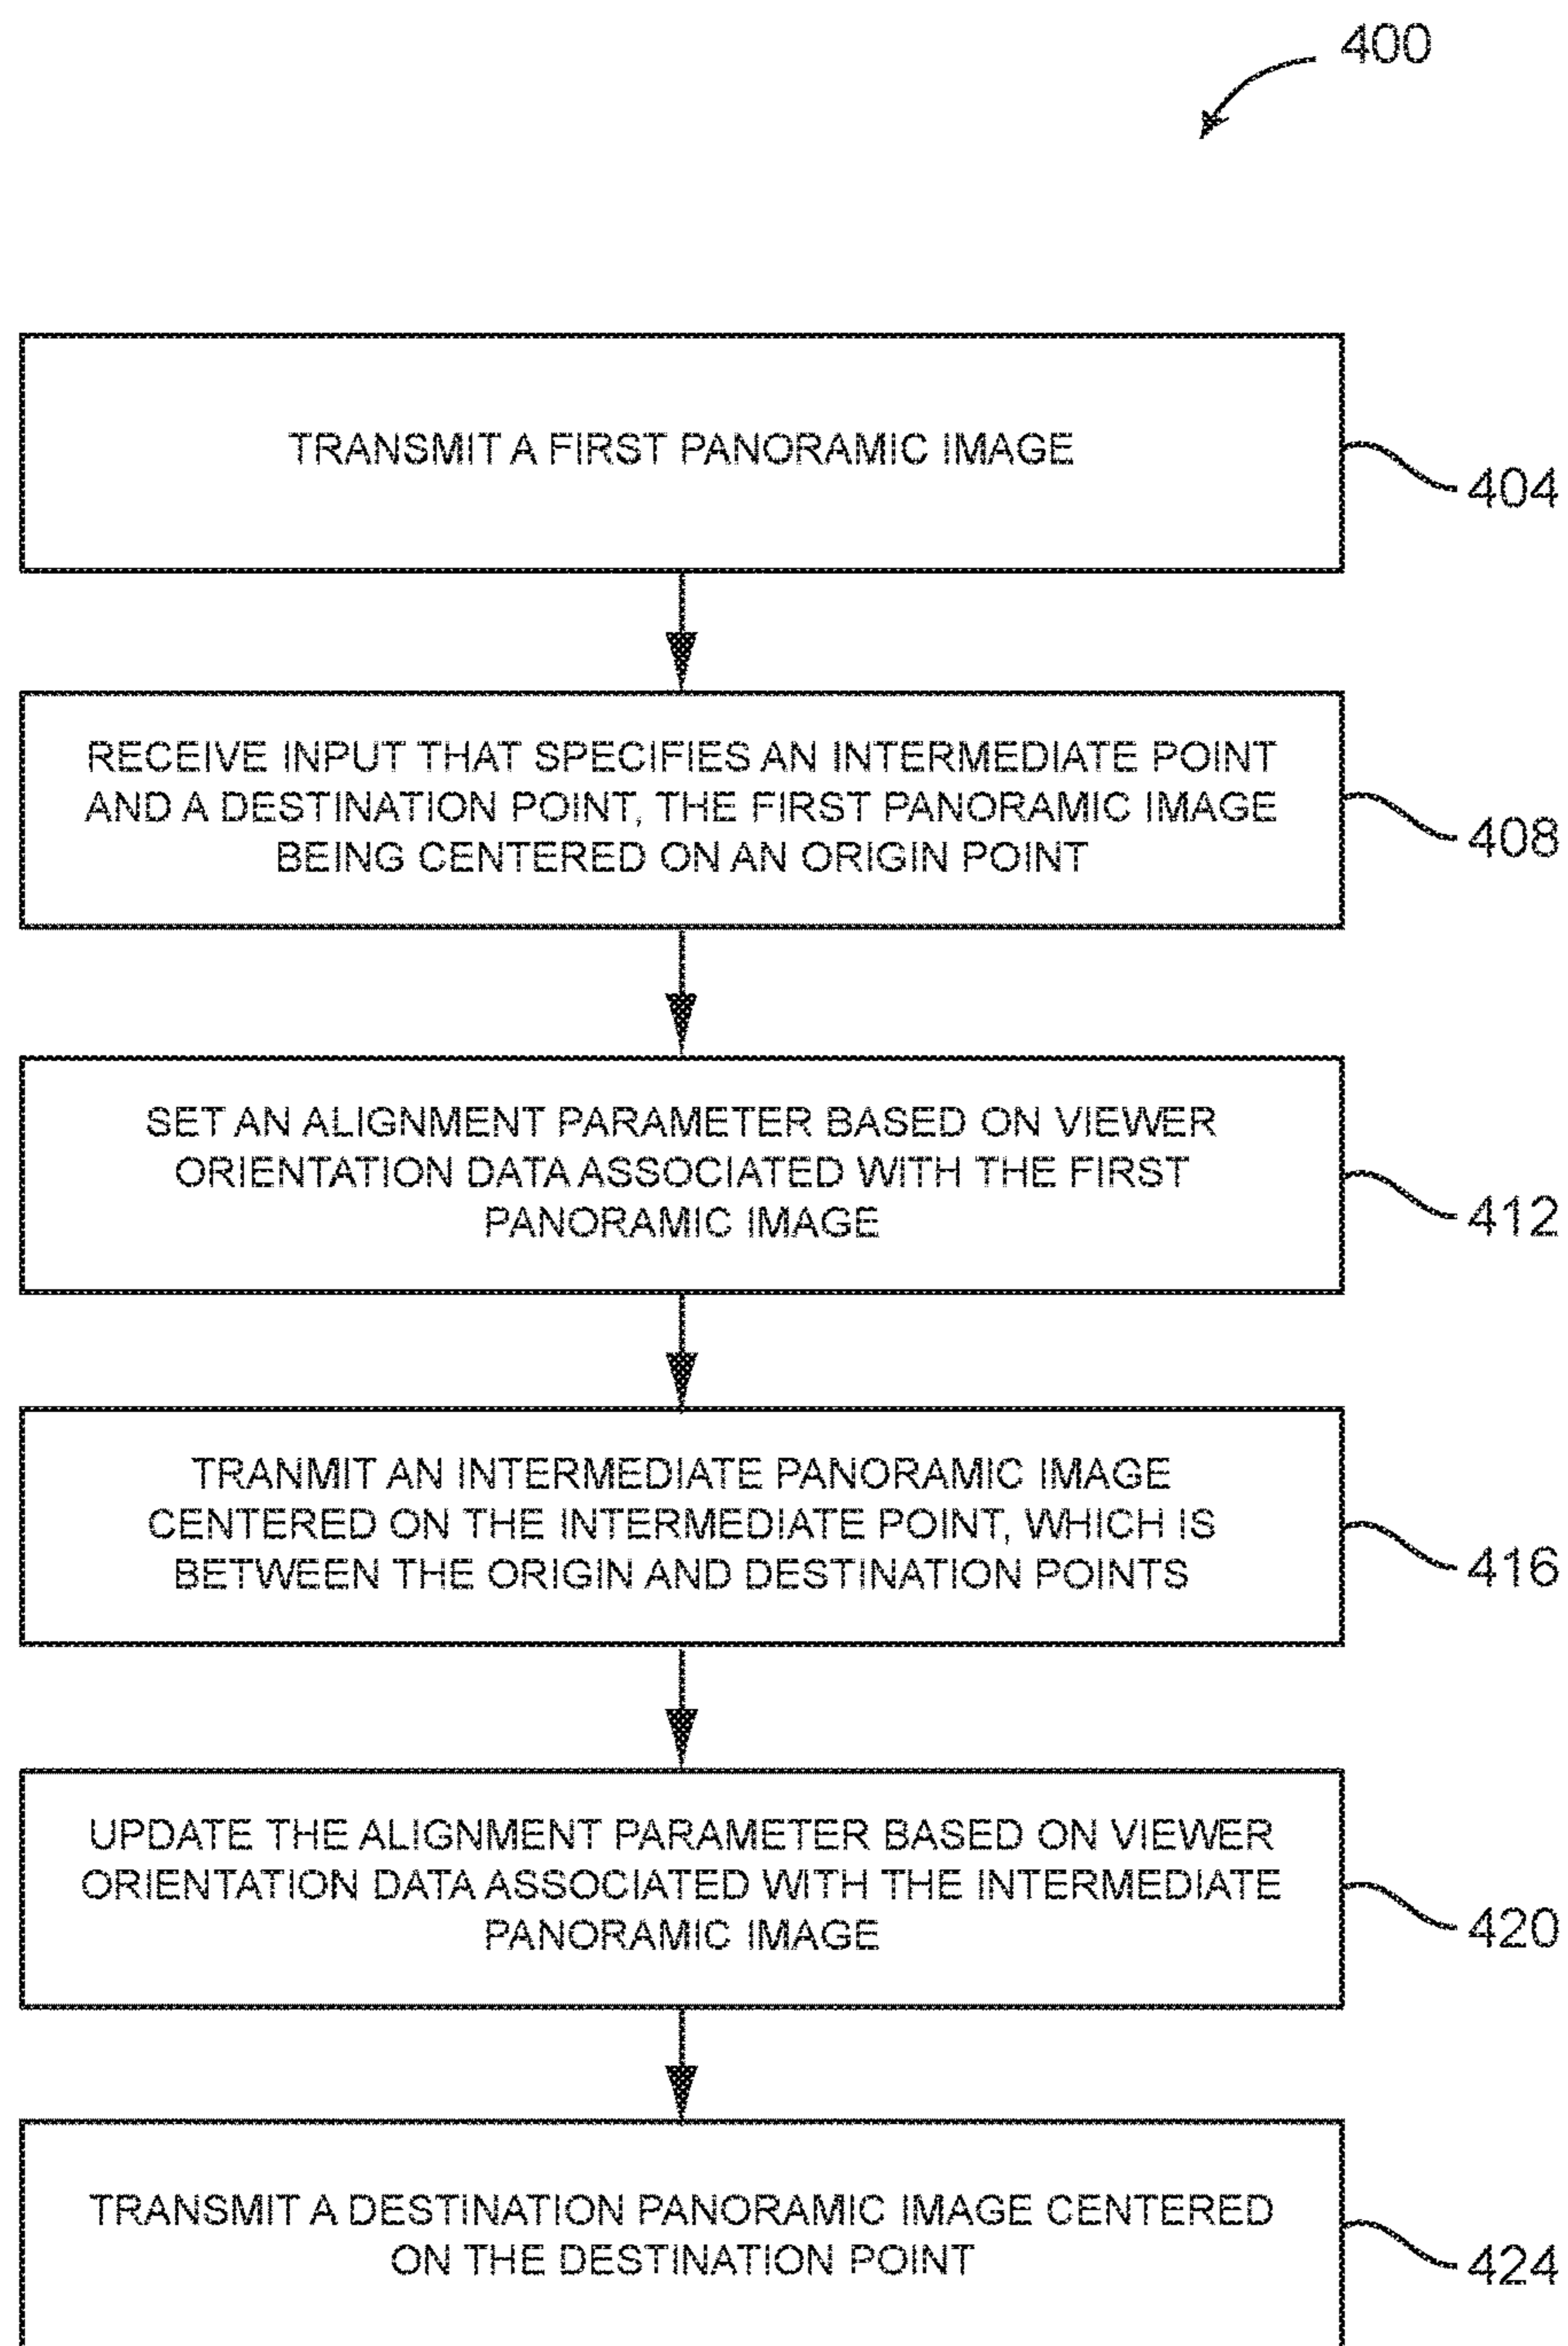 400
TRANSMIT A FIRST PANORAMIC IMAGE
404
RECEIVE INPUT THAT SPECIFIES AN INTERMEDIATE POINT
AND A DESTINATION POINT, THE FIRST PANORAMIC IMAGE
BEING CENTERED ON AN ORIGIN POINT
408
SET AN ALIGNMENT PARAMETER BASED ON VIEWER
ORIENTATION DATA ASSOCIATED WITH THE FIRST
PANORAMIC IMAGE
412
TRANMIT AN INTERMEDIATE PANORAMIC IMAGE
CENTERED ON THE INTERMEDIATE POINT, WHICH IS
BETWEEN THE ORIGIN AND DESTINATION POINTS
416
UPDATE THE ALIGNMENT PARAMETER BASED ON VIEWER
ORIENTATION DATA ASSOCIATED WITH THE INTERMEDIATE
PANORAMIC IMAGE
420
TRANSMIT A DESTINATION PANORAMIC IMAGE CENTERED
ON THE DESTINATION POINT
424